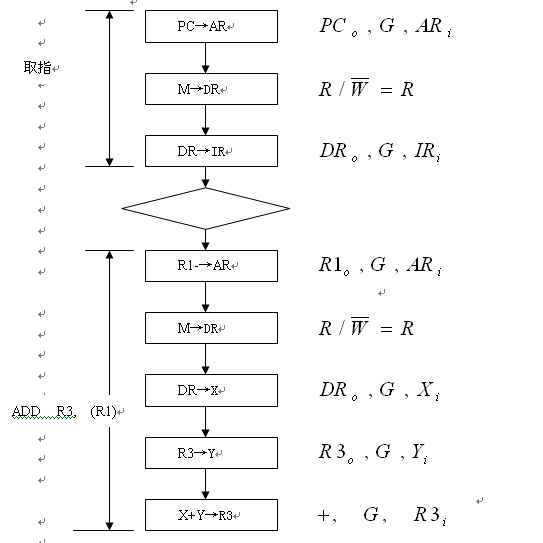 PC→AR PCo , G , ARi
取指
M→DR R / W̅ = R
DR→IR DRo , G , IRi
R1-→AR R1o , G , ARi
M→DR R / W̅ = R
DR→X DRo , G , Xi
ADD R3, (R1)
R3→Y R3o , G , Yi
X+Y→R3 +, G, R3i